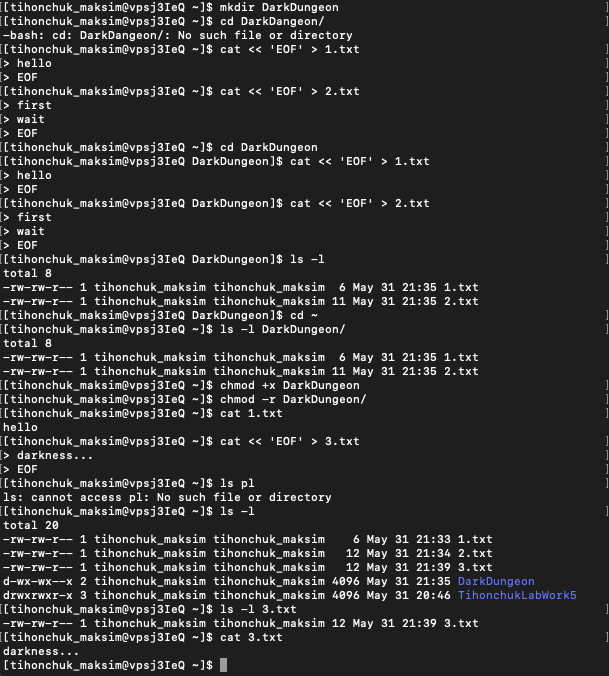 [[tihonchuk_maksim@vpsj3IeQ ~]$ mkdir DarkDungeon ]
[[tihonchuk_maksim@vpsj3IeQ ~]$ cd DarkDangeon/ ]
-bash: cd: DarkDangeon/: No such file or directory
[[tihonchuk_maksim@vpsj3IeQ ~]$ cat << 'EOF' > 1.txt ]
[> hello ]
[> EOF ]
[[tihonchuk_maksim@vpsj3IeQ ~]$ cat << 'EOF' > 2.txt ]
[> first ]
[> wait ]
[> EOF ]
[[tihonchuk_maksim@vpsj3IeQ ~]$ cd DarkDungeon ]
[[tihonchuk_maksim@vpsj3IeQ DarkDungeon]$ cat << 'EOF' > 1.txt ]
[> hello ]
[> EOF ]
[[tihonchuk_maksim@vpsj3IeQ DarkDungeon]$ cat << 'EOF' > 2.txt ]
[> first ]
[> wait ]
[> EOF ]
[[tihonchuk_maksim@vpsj3IeQ DarkDungeon]$ ls -l ]
total 8
-rw-rw-r-- 1 tihonchuk_maksim tihonchuk_maksim  6 May 31 21:35 1.txt
-rw-rw-r-- 1 tihonchuk_maksim tihonchuk_maksim 11 May 31 21:35 2.txt
[[tihonchuk_maksim@vpsj3IeQ DarkDungeon]$ cd ~ ]
[[tihonchuk_maksim@vpsj3IeQ ~]$ ls -l DarkDungeon/ ]
total 8
-rw-rw-r-- 1 tihonchuk_maksim tihonchuk_maksim  6 May 31 21:35 1.txt
-rw-rw-r-- 1 tihonchuk_maksim tihonchuk_maksim 11 May 31 21:35 2.txt
[[tihonchuk_maksim@vpsj3IeQ ~]$ chmod +x DarkDungeon ]
[[tihonchuk_maksim@vpsj3IeQ ~]$ chmod -r DarkDungeon/ ]
[[tihonchuk_maksim@vpsj3IeQ ~]$ cat 1.txt ]
hello
[[tihonchuk_maksim@vpsj3IeQ ~]$ cat << 'EOF' > 3.txt ]
[> darkness... ]
[> EOF ]
[[tihonchuk_maksim@vpsj3IeQ ~]$ ls pl ]
ls: cannot access pl: No such file or directory
[[tihonchuk_maksim@vpsj3IeQ ~]$ ls -l ]
total 20
-rw-rw-r-- 1 tihonchuk_maksim tihonchuk_maksim    6 May 31 21:33 1.txt
-rw-rw-r-- 1 tihonchuk_maksim tihonchuk_maksim   12 May 31 21:34 2.txt
-rw-rw-r-- 1 tihonchuk_maksim tihonchuk_maksim   12 May 31 21:39 3.txt
d-wx-wx--x 2 tihonchuk_maksim tihonchuk_maksim 4096 May 31 21:35 DarkDungeon
drwxrwxr-x 3 tihonchuk_maksim tihonchuk_maksim 4096 May 31 20:46 TihonchukLabWork5
[[tihonchuk_maksim@vpsj3IeQ ~]$ ls -l 3.txt ]
-rw-rw-r-- 1 tihonchuk_maksim tihonchuk_maksim 12 May 31 21:39 3.txt
[[tihonchuk_maksim@vpsj3IeQ ~]$ cat 3.txt ]
darkness...
[tihonchuk_maksim@vpsj3IeQ ~]$